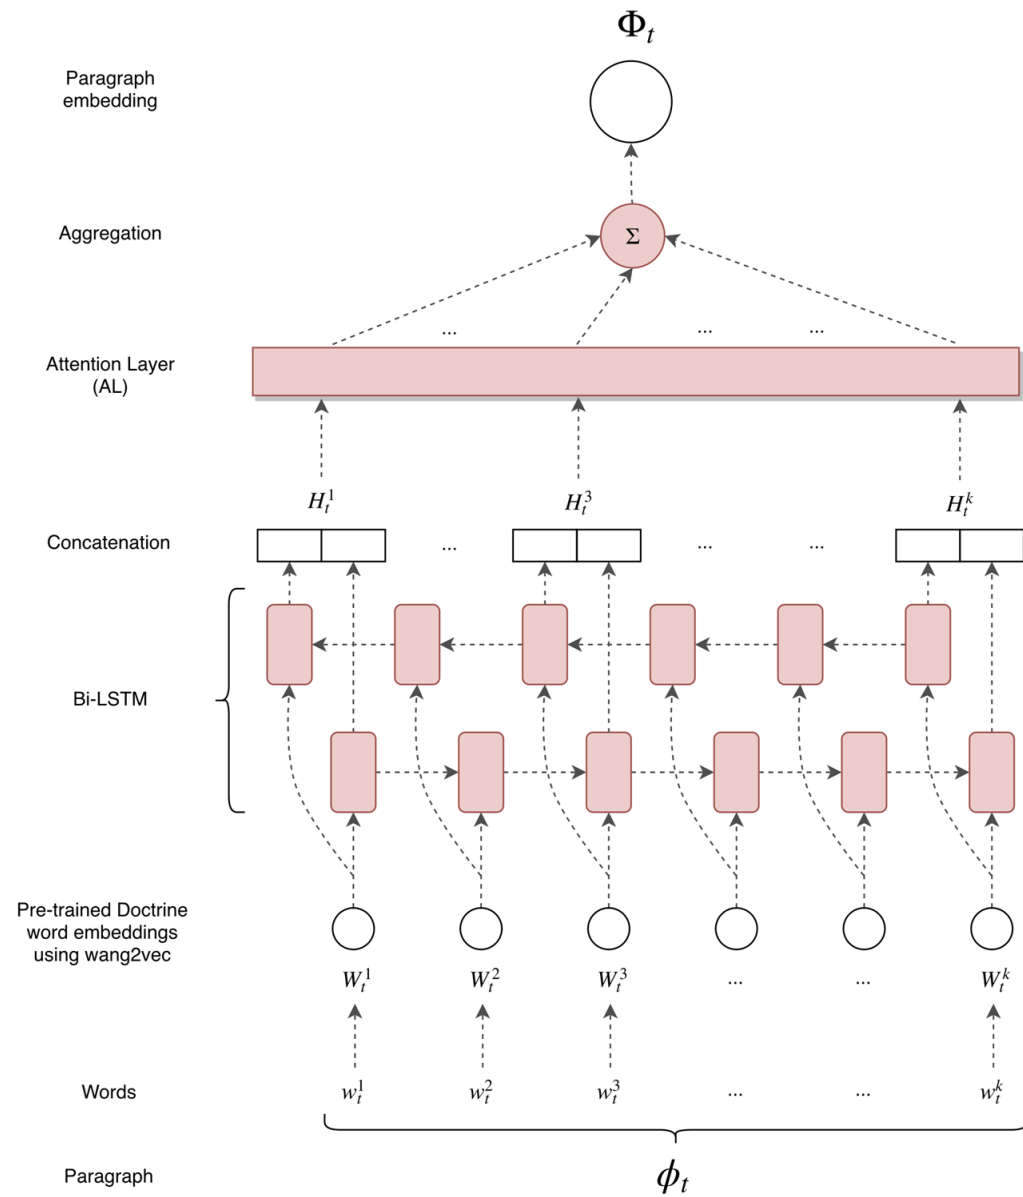 Φ_t
Paragraph
embedding
Aggregation
Σ
... ... ...
Attention Layer
(AL)
H_t^1 H_t^3 H_t^k
Concatenation
... ... ...
Bi-LSTM
Pre-trained Doctrine
word embeddings
using wang2vec
W_t^1 W_t^2 W_t^3 ... ... W_t^k
Words
w_t^1 w_t^2 w_t^3 ... ... w_t^k
Paragraph
ϕ_t